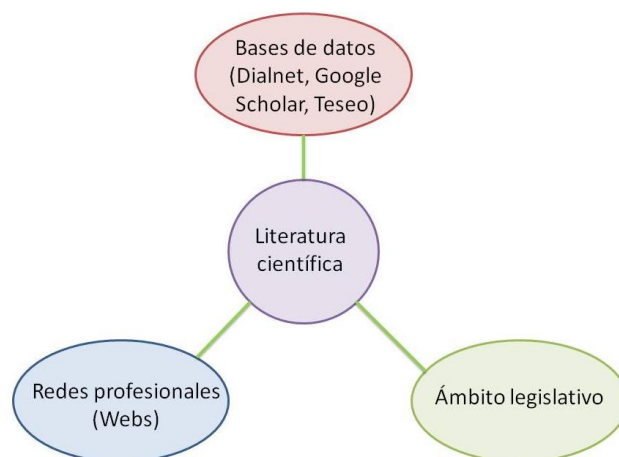 Bases de datos
(Dialnet, Google
Scholar, Teseo)
Literatura
científica
Redes profesionales
(Webs)
Ámbito legislativo